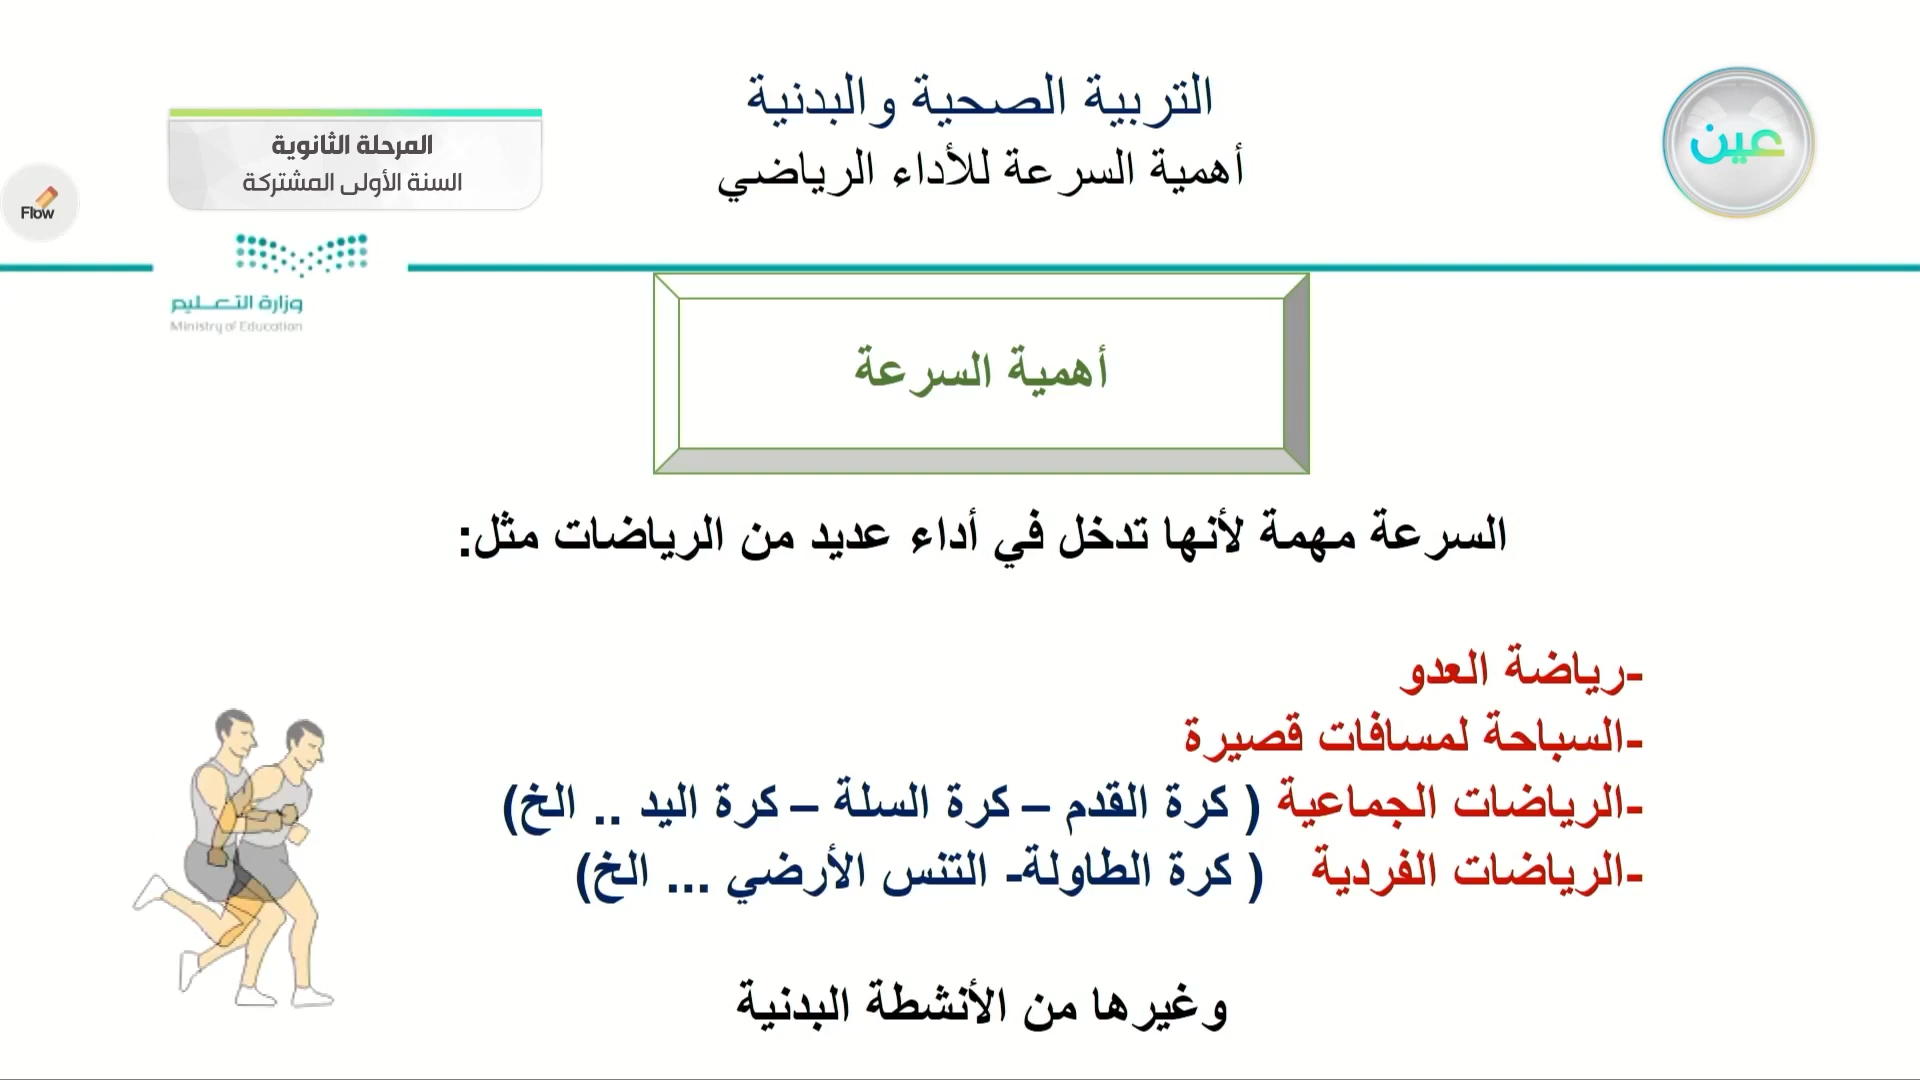 التربية الصحية والبدنية
أهمية السرعة للأداء الرياضي
عين
المرحلة الثانوية
السنة الأولى المشتركة
Flow
وزارة التعليم
Ministry of Education
أهمية السرعة
السرعة مهمة لأنها تدخل في أداء عديد من الرياضات مثل:
-رياضة العدو
-السباحة لمسافات قصيرة
-الرياضات الجماعية ( كرة القدم – كرة السلة – كرة اليد .. الخ)
-الرياضات الفردية ( كرة الطاولة- التنس الأرضي ... الخ)
وغيرها من الأنشطة البدنية